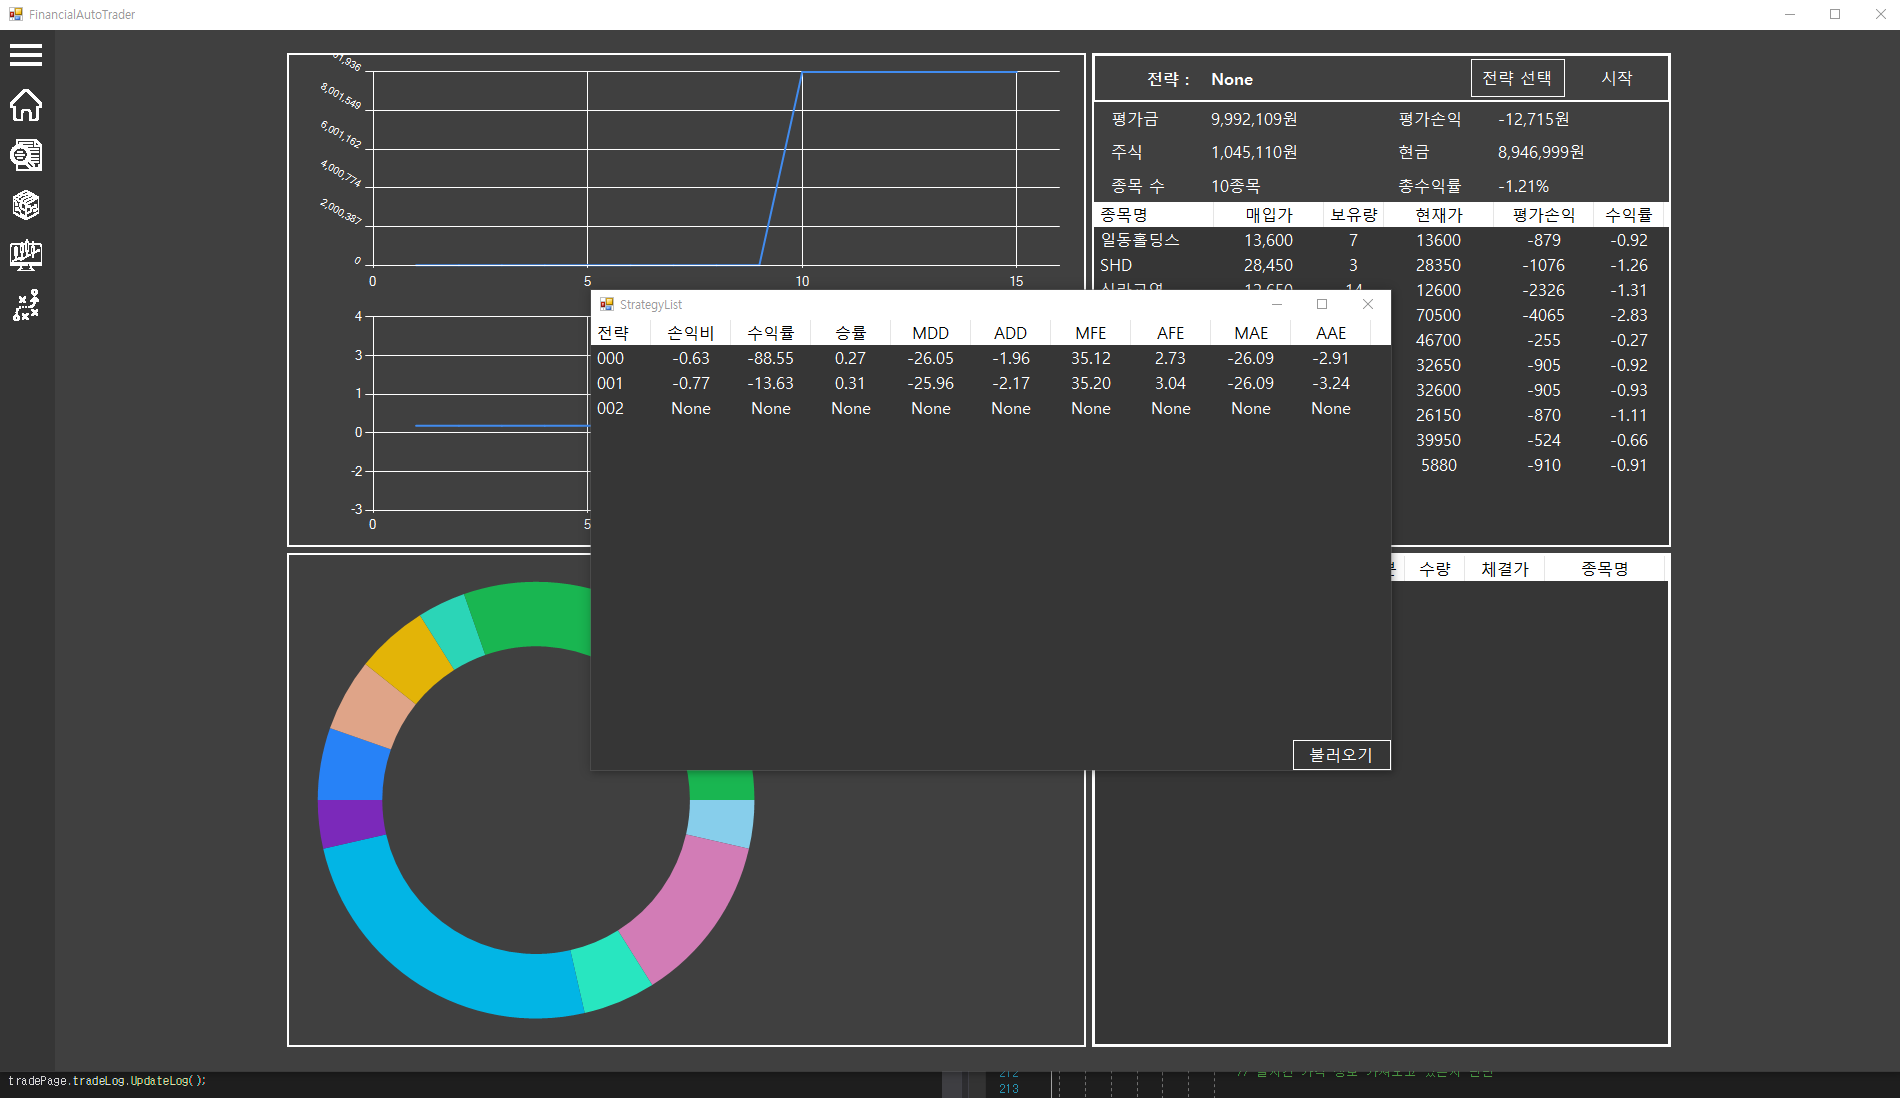 FinancialAutoTrader
8,001,549
6,001,162
4,000,774
2,000,387
0
0 5 10 15
4
3
1
0
-2
-3
0 5
전략 : None 전략 선택 시작
평가금 9,992,109원 평가손익 -12,715원
주식 1,045,110원 현금 8,946,999원
종목 수 10종목 총수익률 -1.21%
종목명 매입가 보유량 현재가 평가손익 수익률
일동홀딩스 13,600 7 13600 -879 -0.92
SHD 28,450 3 28350 -1076 -1.26
12600 -2326 -1.31
70500 -4065 -2.83
46700 -255 -0.27
32650 -905 -0.92
32600 -905 -0.93
26150 -870 -1.11
39950 -524 -0.66
5880 -910 -0.91
StrategyList
전략 손익비 수익률 승률 MDD ADD MFE AFE MAE AAE
000 -0.63 -88.55 0.27 -26.05 -1.96 35.12 2.73 -26.09 -2.91
001 -0.77 -13.63 0.31 -25.96 -2.17 35.20 3.04 -26.09 -3.24
002 None None None None None None None None None
불러오기
수량 체결가 종목명
tradePage.tradeLog.UpdateLog();
212
213